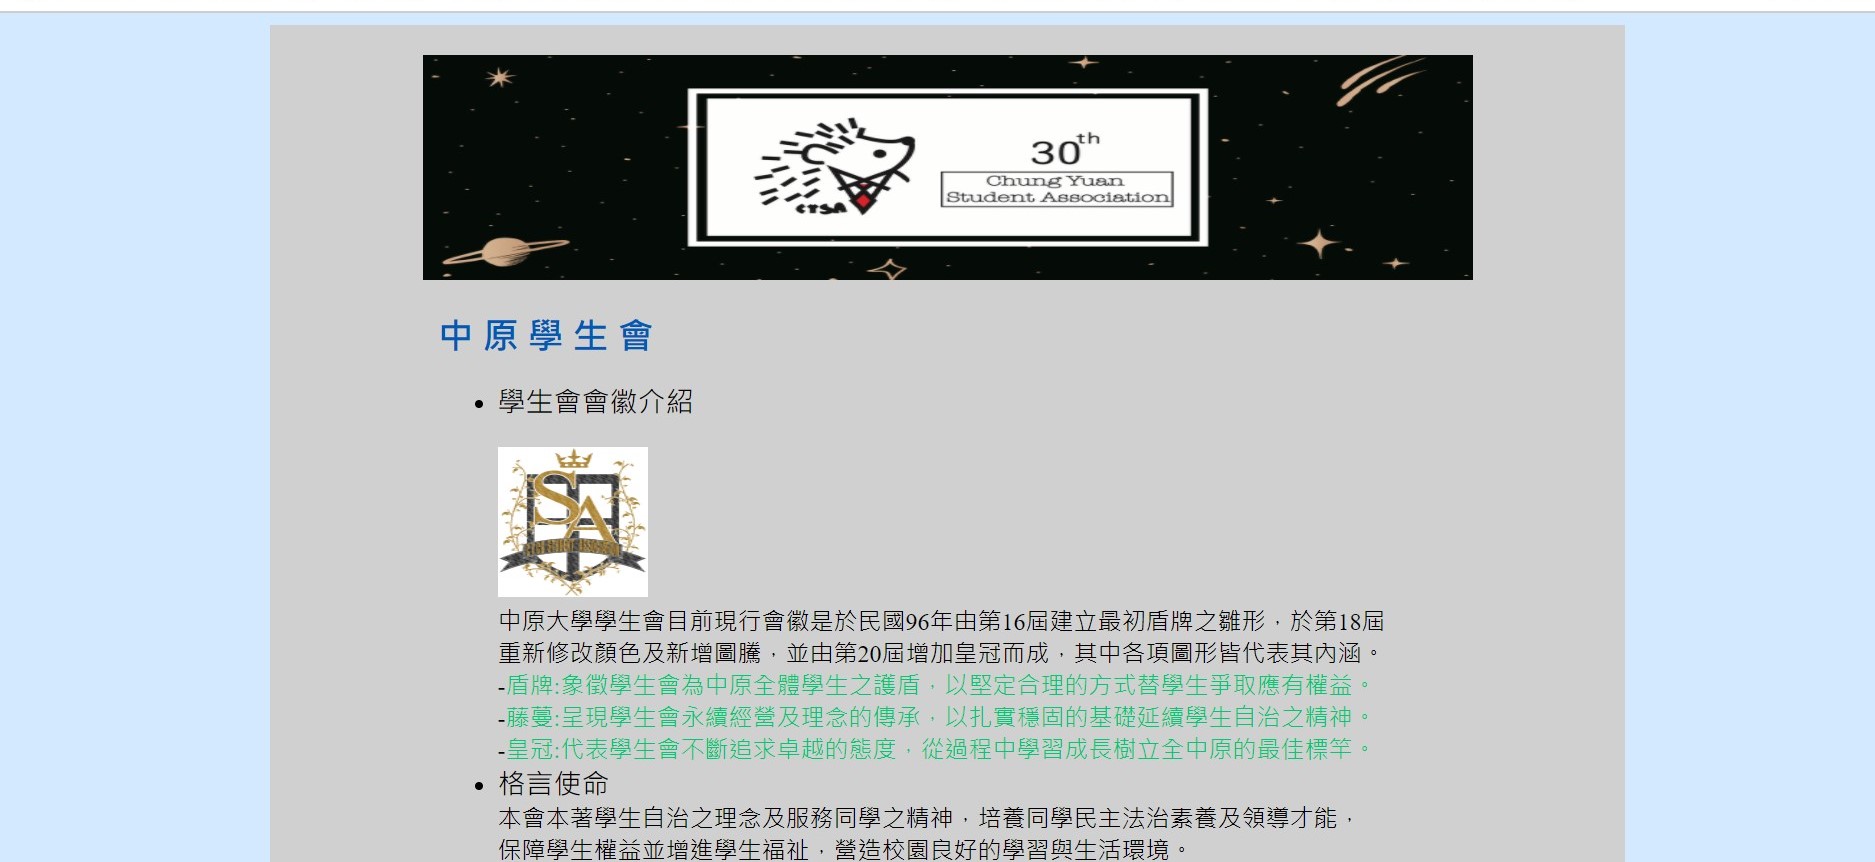 30th
Chung Yuan
Student Association
CYSA
中原學生會
學生會會徽介紹
SA
中原大學學生會目前現行會徽是於民國96年由第16屆建立最初盾牌之雛形，於第18屆
重新修改顏色及新增圖騰，並由第20屆增加皇冠而成，其中各項圖形皆代表其內涵。
-盾牌:象徵學生會為中原全體學生之護盾，以堅定合理的方式替學生爭取應有權益。
-藤蔓:呈現學生會永續經營及理念的傳承，以扎實穩固的基礎延續學生自治之精神。
-皇冠:代表學生會不斷追求卓越的態度，從過程中學習成長樹立全中原的最佳標竿。
格言使命
本會本著學生自治之理念及服務同學之精神，培養同學民主法治素養及領導才能，
保障學生權益並增進學生福祉，營造校園良好的學習與生活環境。